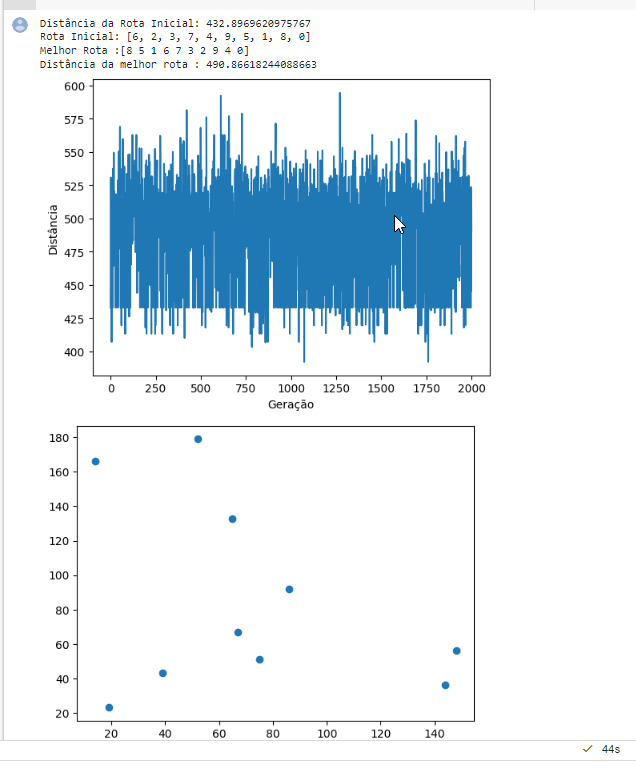 Distância da Rota Inicial: 432.8969620975767
Rota Inicial: [6, 2, 3, 7, 4, 9, 5, 1, 8, 0]
Melhor Rota :[8 5 1 6 7 3 2 9 4 0]
Distância da melhor rota : 490.86618244088663
600
575
550
525
500
475
450
425
400
Distância
0 250 500 750 1000 1250 1500 1750 2000
Geração
180
160
140
120
100
80
60
40
20
20 40 60 80 100 120 140
44s